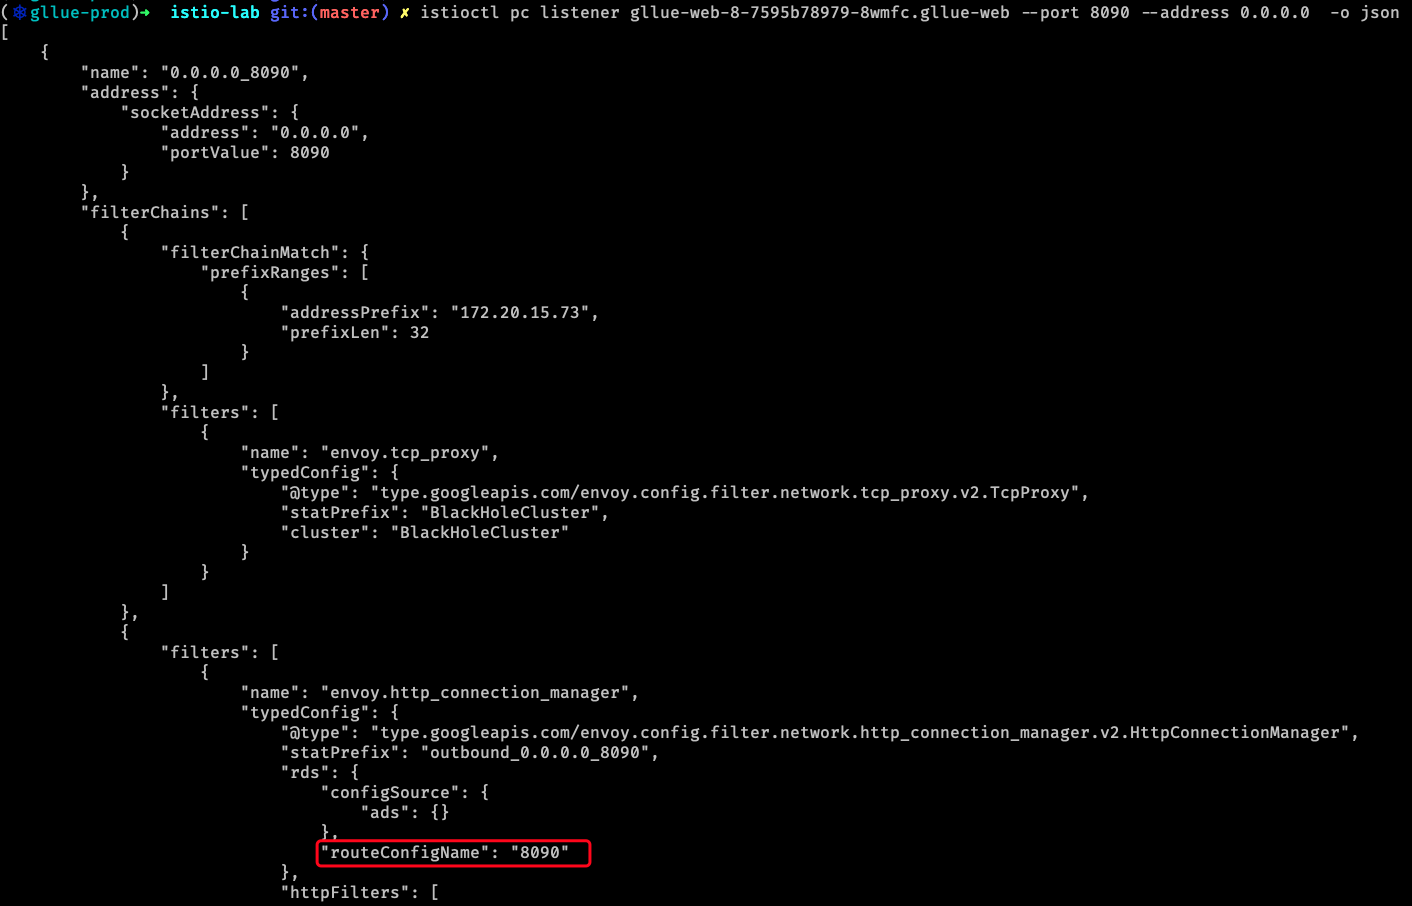 (⎈ gllue-prod)➜  istio-lab git:(master) ✗ istioctl pc listener gllue-web-8-7595b78979-8wmfc.gllue-web --port 8090 --address 0.0.0.0  -o json
[
    {
        "name": "0.0.0.0_8090",
        "address": {
            "socketAddress": {
                "address": "0.0.0.0",
                "portValue": 8090
            }
        },
        "filterChains": [
            {
                "filterChainMatch": {
                    "prefixRanges": [
                        {
                            "addressPrefix": "172.20.15.73",
                            "prefixLen": 32
                        }
                    ]
                },
                "filters": [
                    {
                        "name": "envoy.tcp_proxy",
                        "typedConfig": {
                            "@type": "type.googleapis.com/envoy.config.filter.network.tcp_proxy.v2.TcpProxy",
                            "statPrefix": "BlackHoleCluster",
                            "cluster": "BlackHoleCluster"
                        }
                    }
                ]
            },
            {
                "filters": [
                    {
                        "name": "envoy.http_connection_manager",
                        "typedConfig": {
                            "@type": "type.googleapis.com/envoy.config.filter.network.http_connection_manager.v2.HttpConnectionManager",
                            "statPrefix": "outbound_0.0.0.0_8090",
                            "rds": {
                                "configSource": {
                                    "ads": {}
                                },
                                "routeConfigName": "8090"
                            },
                            "httpFilters": [